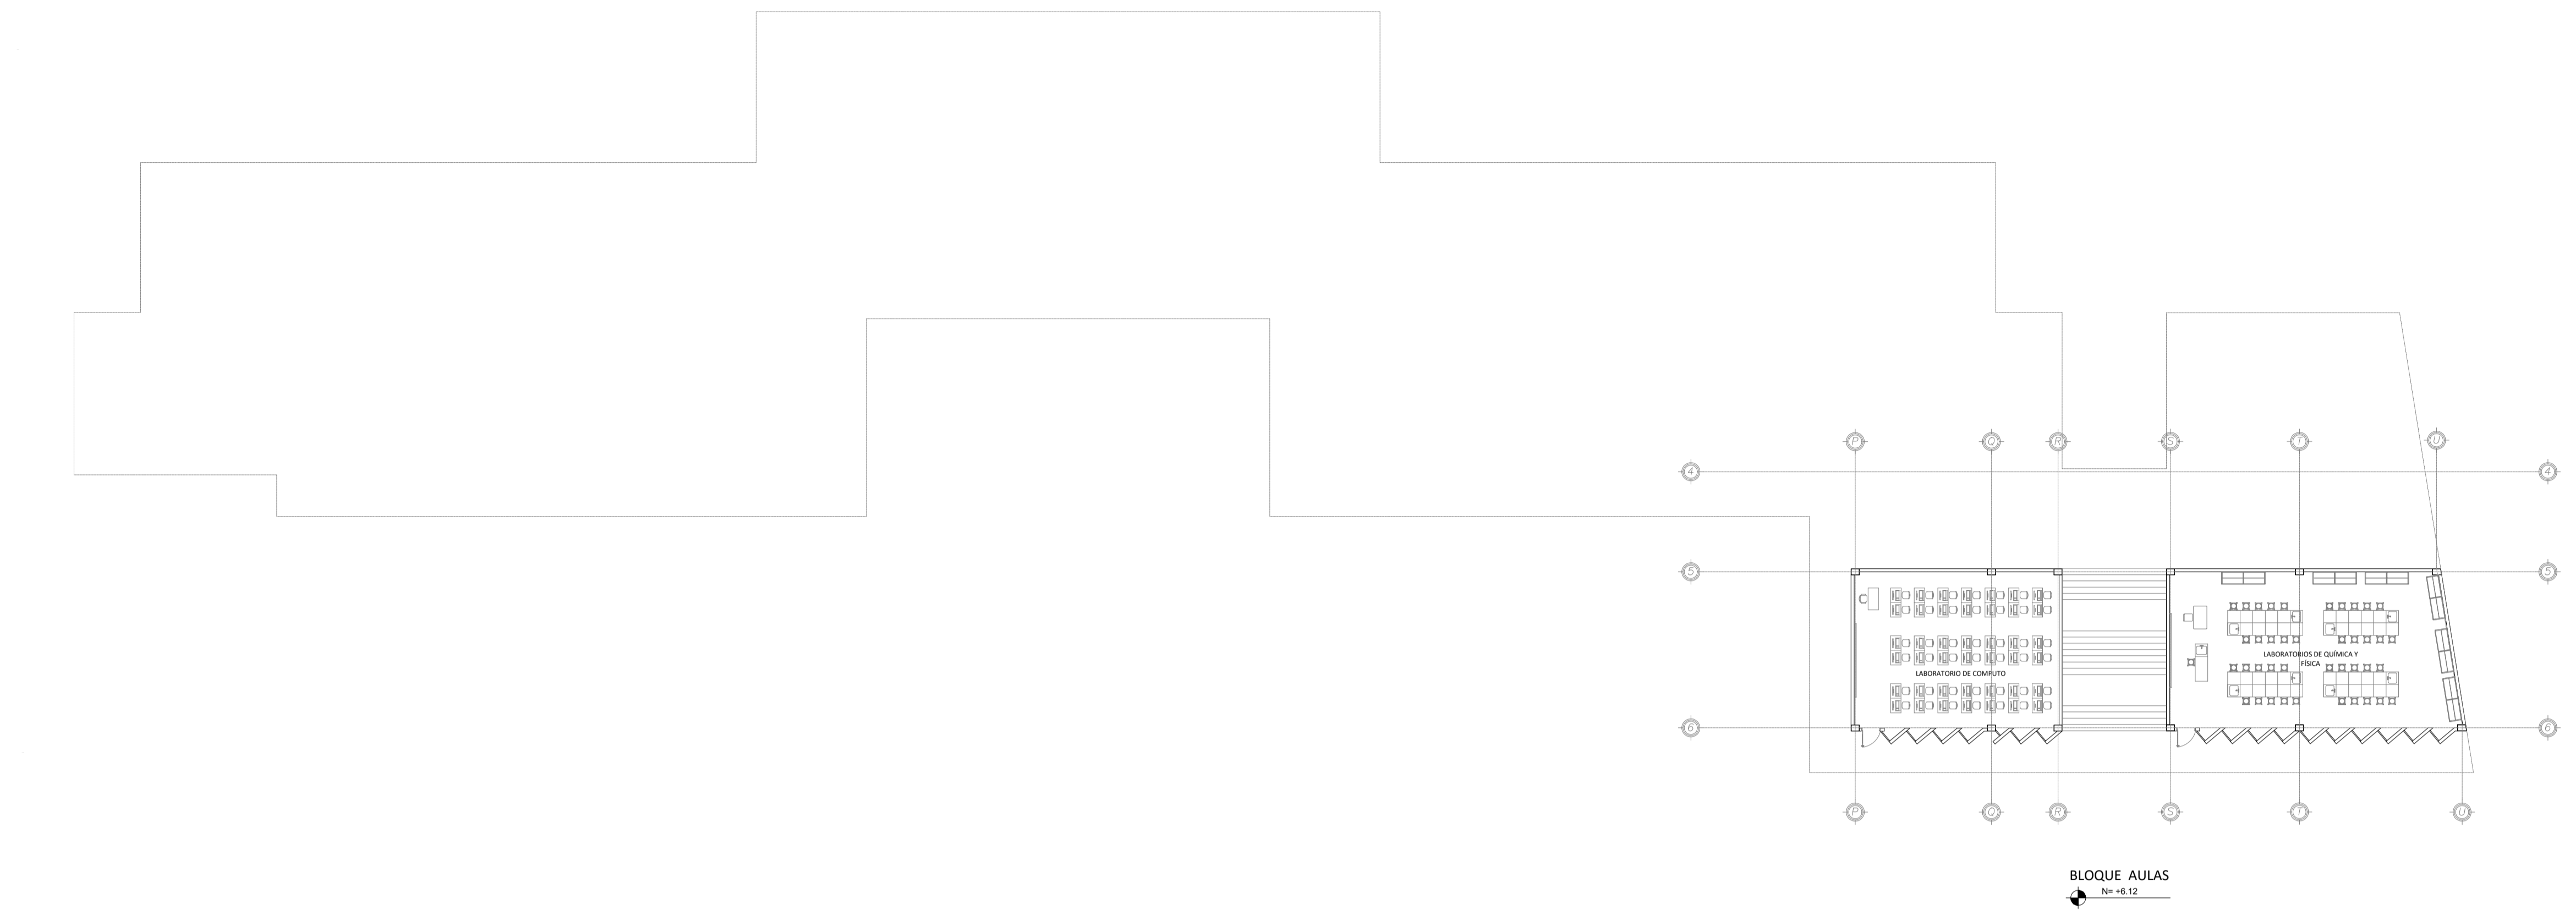 P Q R S T U
4 4
5 5
LABORATORIOS DE QUÍMICA Y
FÍSICA
LABORATORIO DE COMPUTO
6 6
P Q R S T U
BLOQUE AULAS
N= +6.12